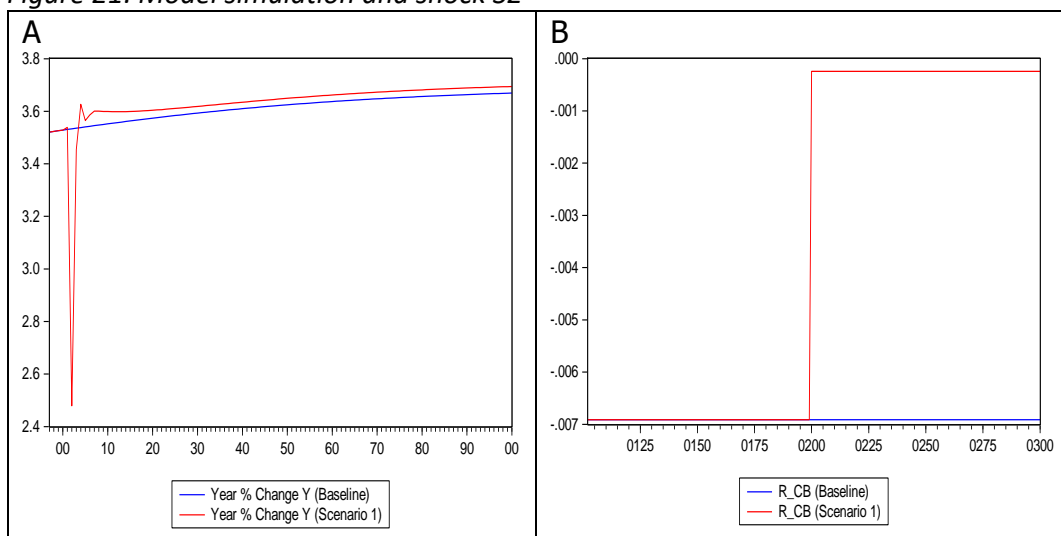 Figure 21: Model simulation and shock S2
A
3.8
3.6
3.4
3.2
3.0
2.8
2.6
2.4
00 10 20 30 40 50 60 70 80 90 00
Year % Change Y (Baseline)
Year % Change Y (Scenario 1)
B
.000
-.001
-.002
-.003
-.004
-.005
-.006
-.007
0125 0150 0175 0200 0225 0250 0275 0300
R_CB (Baseline)
R_CB (Scenario 1)